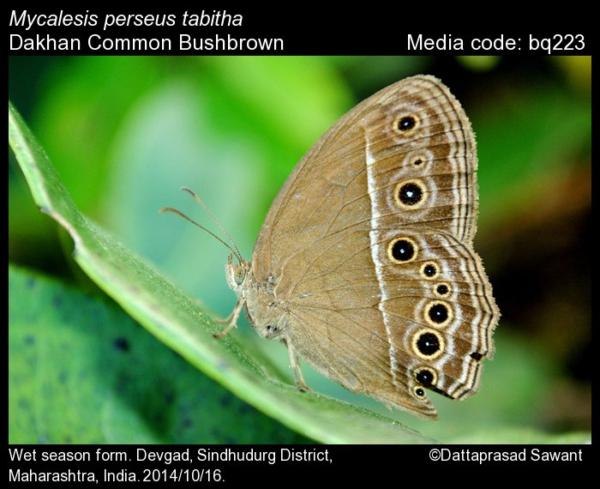 Mycalesis perseus tabitha
Dakhan Common Bushbrown Media code: bq223
Wet season form. Devgad, Sindhudurg District, ©Dattaprasad Sawant
Maharashtra, India. 2014/10/16.